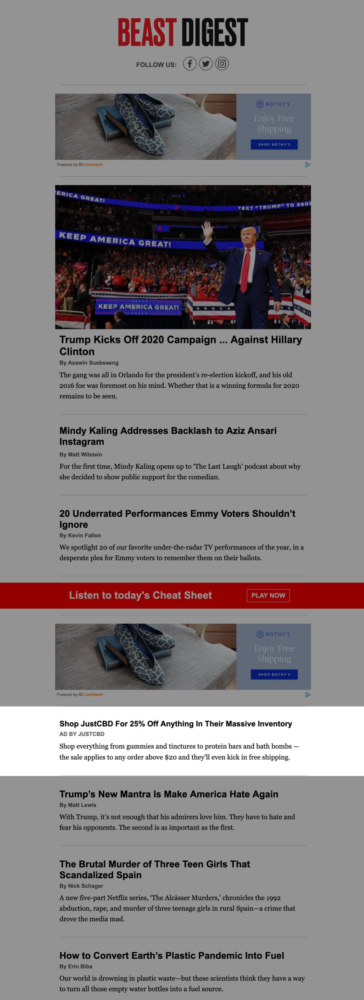 BEAST DIGEST
FOLLOW US:
ROTHY'S
Enjoy Free
Shipping
SHOP ROTHY'S
Powered by LiveIntent
ERICA GREAT!
TEXT "TRUMP" TO 8802
MAKE AMERICA GREAT AG
KEEP AMERICA GREAT!
KEEP AMERICA GREAT!
Trump Kicks Off 2020 Campaign ... Against Hillary
Clinton
By Asawin Suebsaeng
The gang was all in Orlando for the president’s re-election kickoff, and his old
2016 foe was foremost on his mind. Whether that is a winning formula for 2020
remains to be seen.
Mindy Kaling Addresses Backlash to Aziz Ansari
Instagram
By Matt Wilstein
For the first time, Mindy Kaling opens up to ‘The Last Laugh’ podcast about why
she decided to show public support for the comedian.
20 Underrated Performances Emmy Voters Shouldn’t
Ignore
By Kevin Fallon
We spotlight 20 of our favorite under-the-radar TV performances of the year, in a
desperate plea for Emmy voters to remember them on their ballots.
Listen to today's Cheat Sheet
PLAY NOW
ROTHY'S
Enjoy Free
Shipping
SHOP ROTHY'S
Powered by LiveIntent
Shop JustCBD For 25% Off Anything In Their Massive Inventory
AD BY JUSTCBD
Shop everything from gummies and tinctures to protein bars and bath bombs —
the sale applies to any order above $20 and they’ll even kick in free shipping.
Trump’s New Mantra Is Make America Hate Again
By Matt Lewis
With Trump, it’s not enough that his admirers love him. They have to hate and
fear his opponents. The second is as important as the first.
The Brutal Murder of Three Teen Girls That
Scandalized Spain
By Nick Schager
A new five-part Netflix series, ‘The Alcàsser Murders,’ chronicles the 1992
abduction, rape, and murder of three teenage girls in rural Spain—a crime that
drove the media mad.
How to Convert Earth’s Plastic Pandemic Into Fuel
By Erin Biba
Our world is drowning in plastic waste—but these scientists think they have a way
to turn all those empty water bottles into a fuel source.